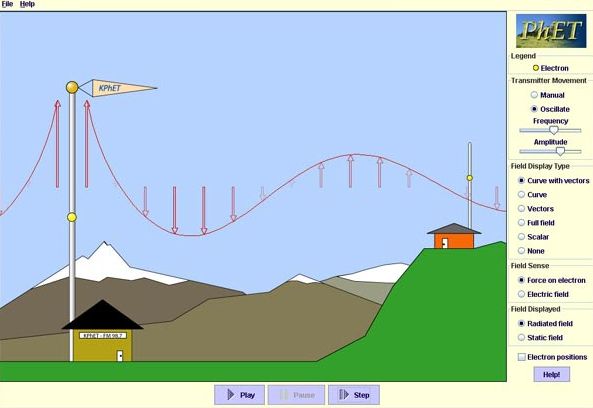 File Help
KPhET
KPhET - FM 98.7
PhET
Legend
Electron
Transmitter Movement
Manual
Oscillate
Frequency
Amplitude
Field Display Type
Curve with vectors
Curve
Vectors
Full field
Scalar
None
Field Sense
Force on electron
Electric field
Field Displayed
Radiated field
Static field
Electron positions
Help!
Play Pause Step